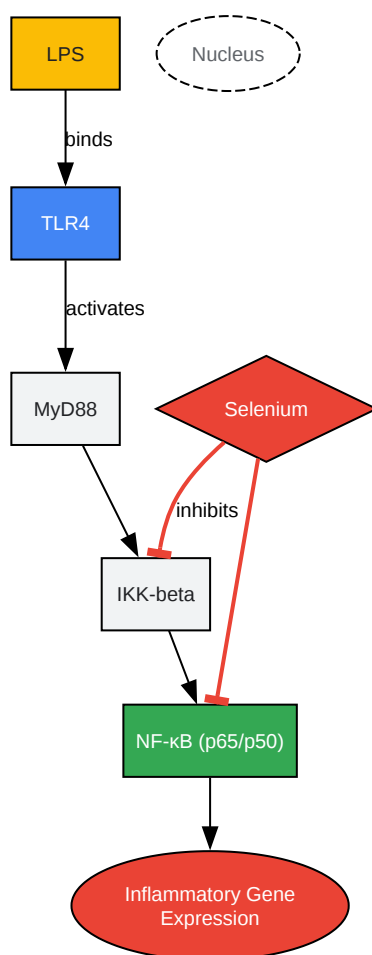 LPS
Nucleus
binds
TLR4
activates
MyD88
Selenium
inhibits
IKK-beta
NF-κB (p65/p50)
Inflammatory Gene
Expression